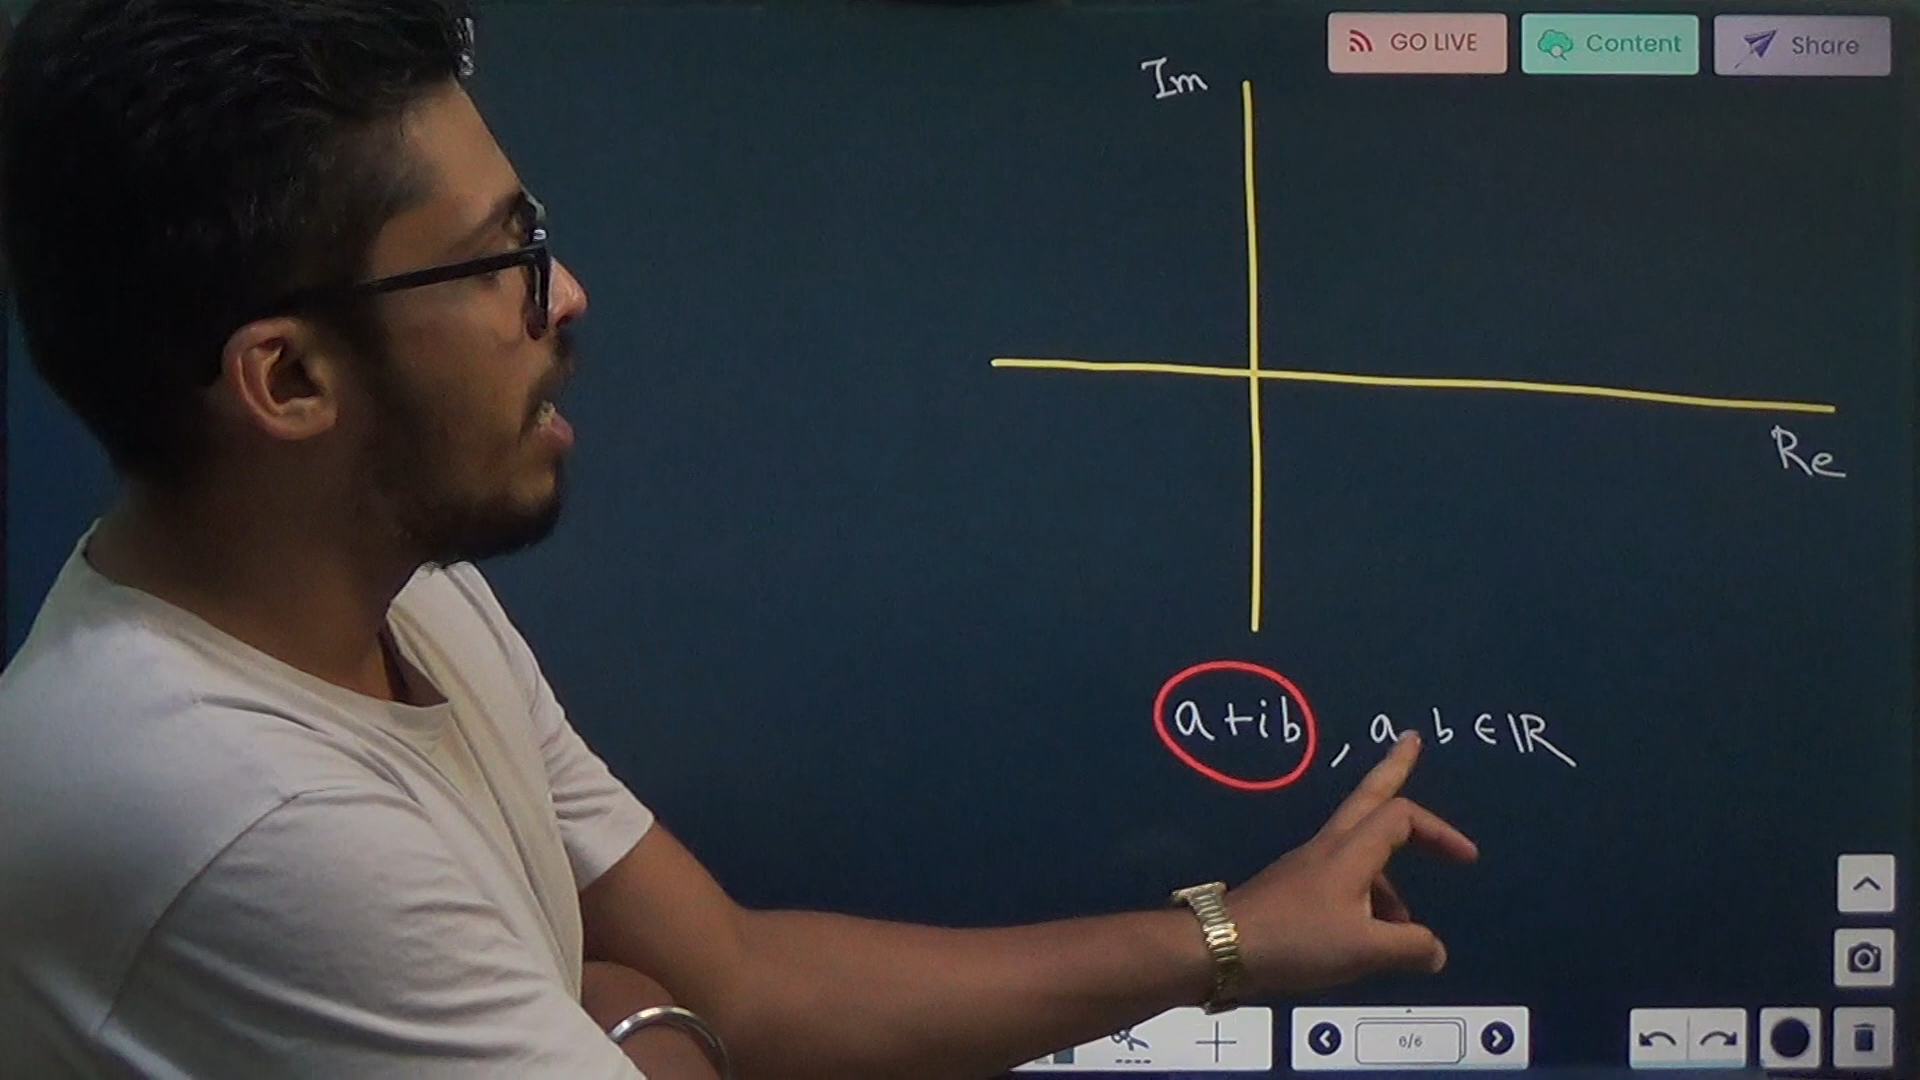 GO LIVE
Content
Share
Im
Re
a+ib, a, b ∈ ℝ
6/6